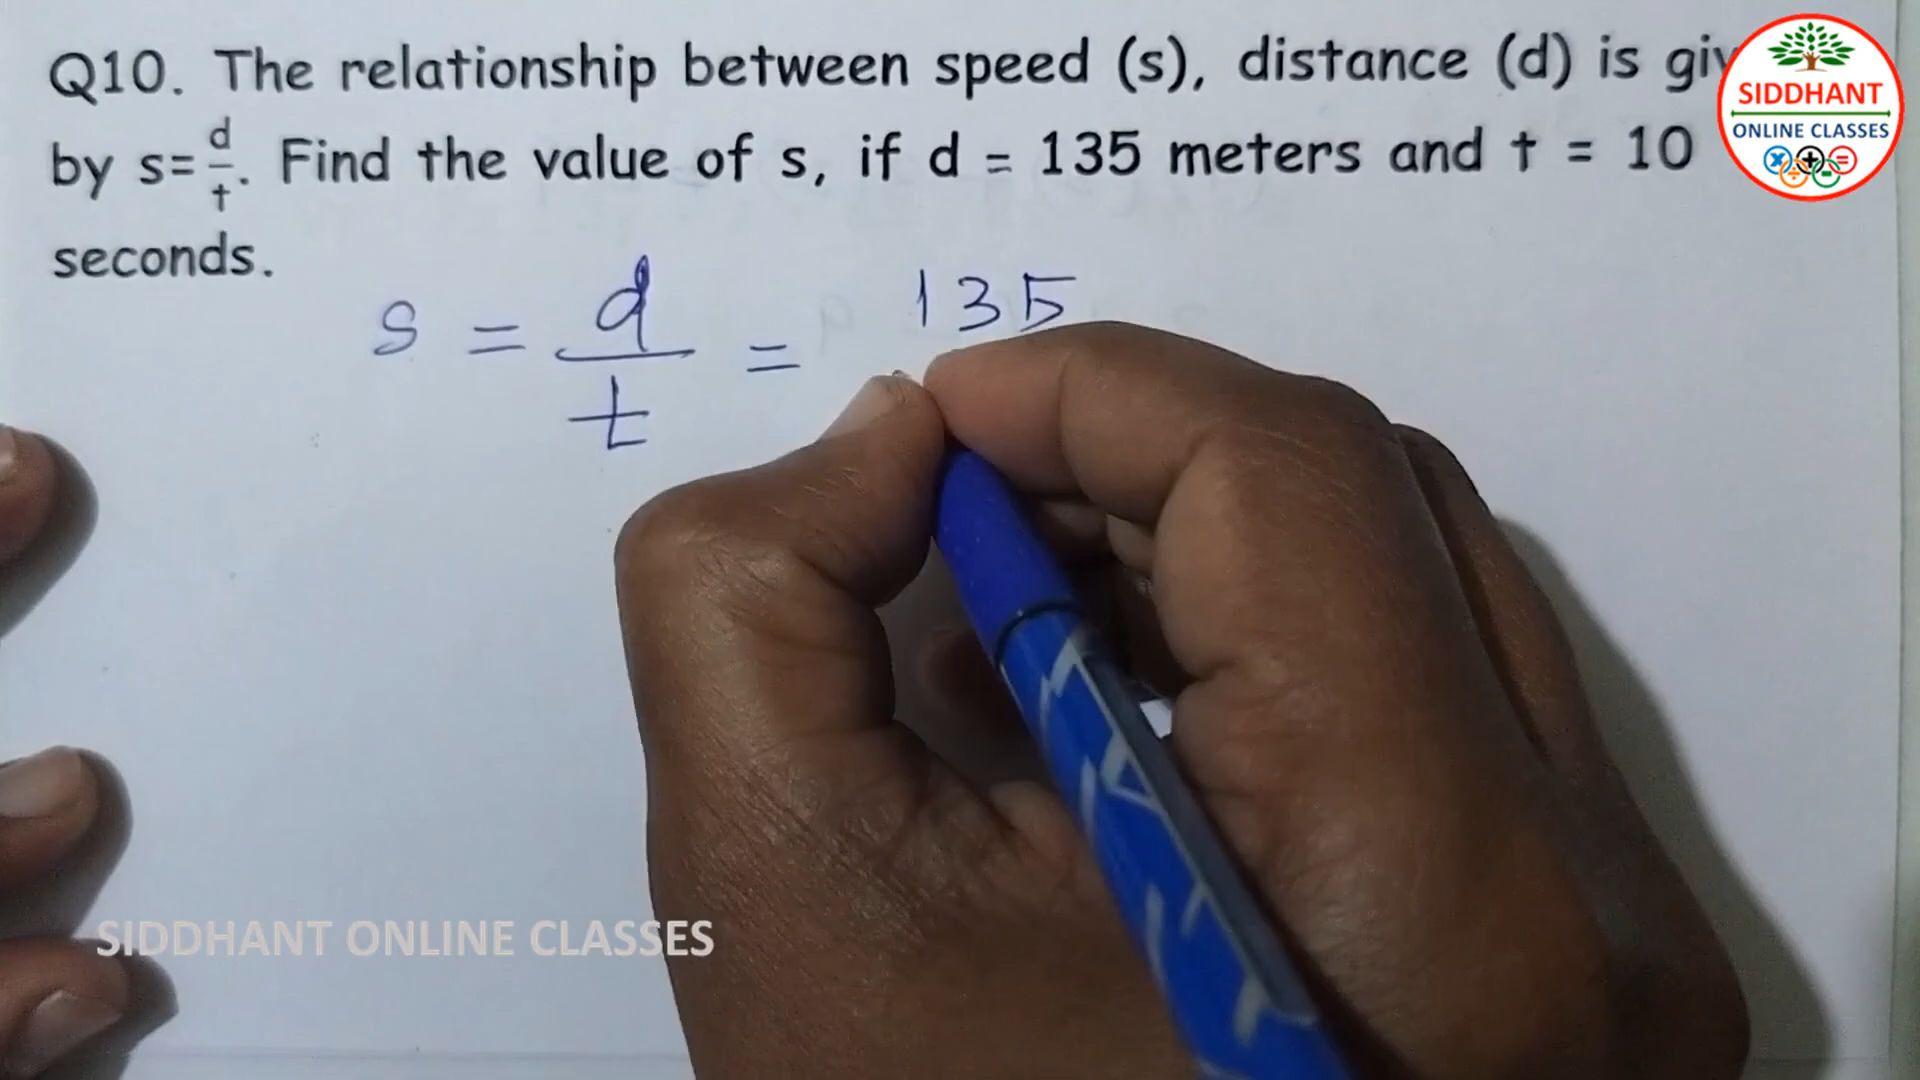 Q10. The relationship between speed (s), distance (d) is giv
by s=d/t. Find the value of s, if d = 135 meters and t = 10
seconds.
s = d/t = 135
SIDDHANT
ONLINE CLASSES
SIDDHANT ONLINE CLASSES